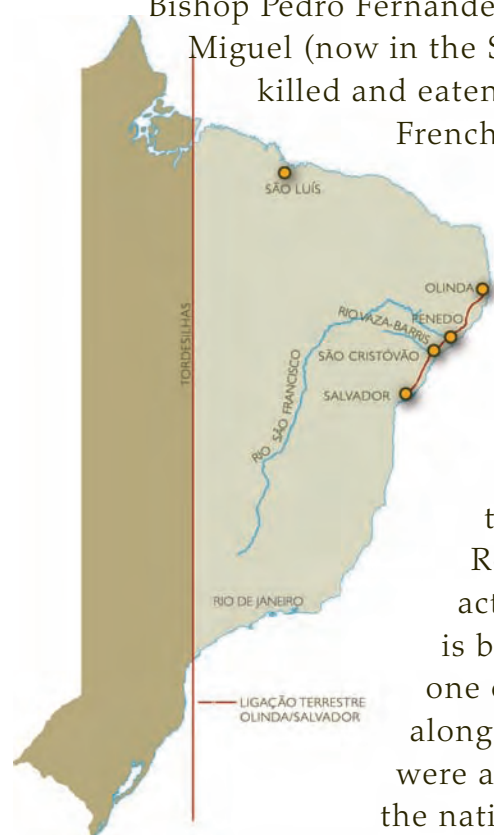 Bishop Pedro Fernande
Miguel (now in the S
killed and eaten
French
SÃO LUÍS
OLINDA
PENEDO
RIO VAZA-BARRIS
SÃO CRISTÓVÃO
SALVADOR
TORDESILHAS
RIO SÃO FRANCISCO
RIO DE JANEIRO
LIGAÇÃO TERRESTRE
OLINDA/SALVADOR
t
R
act
is b
one
along
were a
the nati